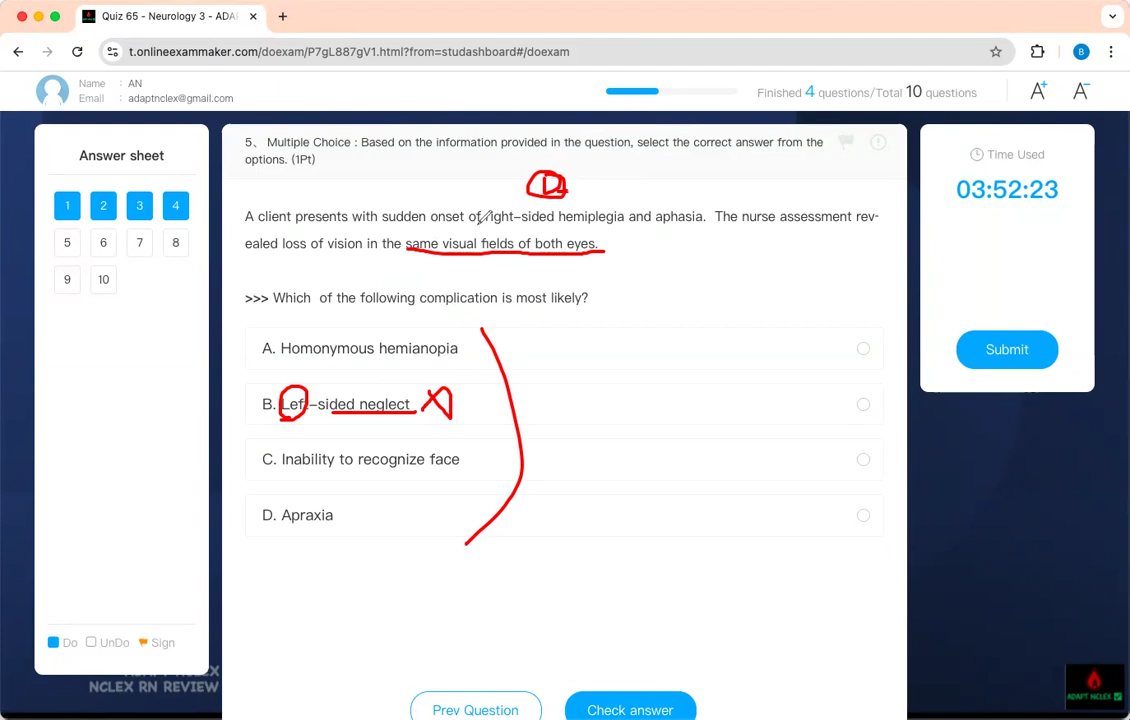 Quiz 65 - Neurology 3 - ADA
t.onlineexammaker.com/doexam/P7gL887gV1.html?from=studashboard#/doexam
B
Name : AN
Email : adaptnclex@gmail.com
Finished 4 questions/Total 10 questions
A+ A-
Answer sheet
1 2 3 4
5 6 7 8
9 10
Do UnDo Sign
5、 Multiple Choice : Based on the information provided in the question, select the correct answer from the
options. (1Pt)
A client presents with sudden onset of right-sided hemiplegia and aphasia. The nurse assessment rev-
ealed loss of vision in the same visual fields of both eyes.
>>> Which of the following complication is most likely?
A. Homonymous hemianopia
B. Left-sided neglect
C. Inability to recognize face
D. Apraxia
Prev Question Check answer
Time Used
03:52:23
Submit
NCLEX RN REVIEW
ADAPT NCLEX